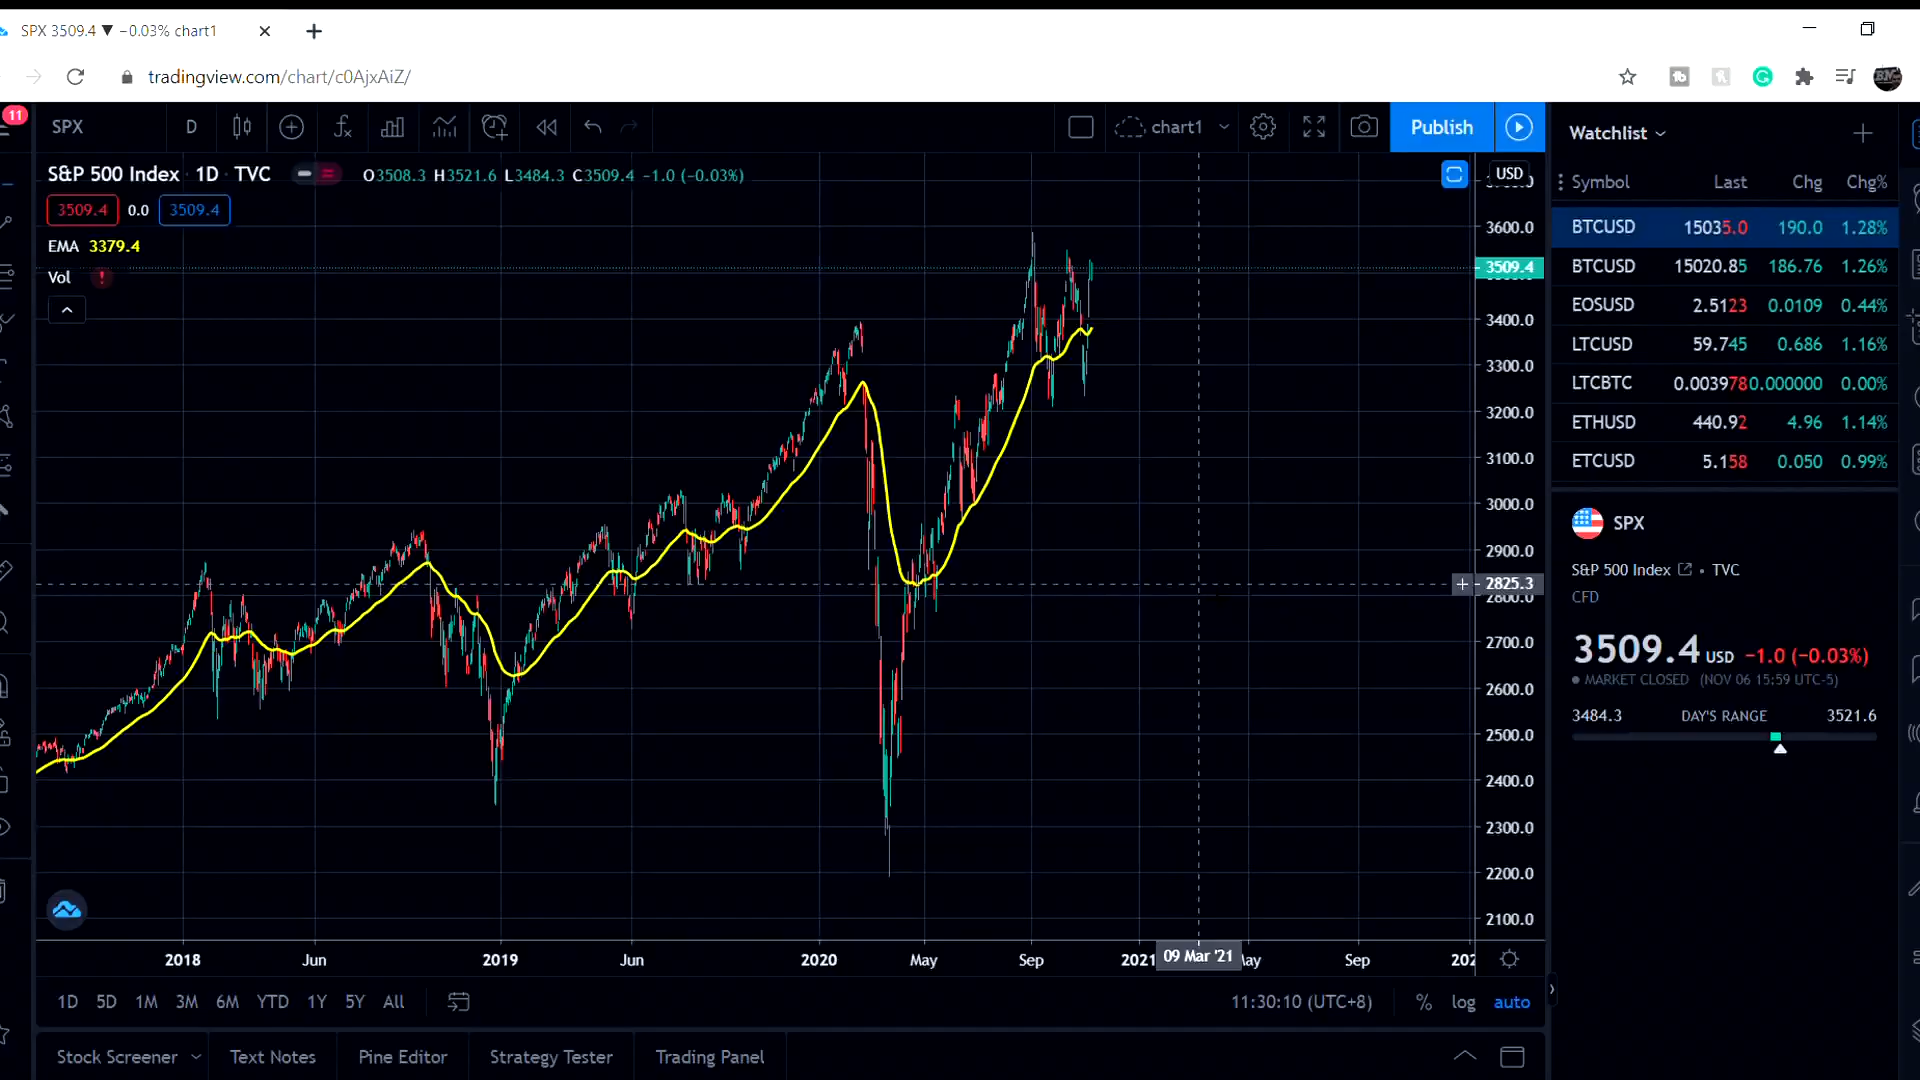 SPX 3509.4 ▼ −0.03% chart1
tradingview.com/chart/c0AjxAiZ/
11
SPX D chart1 Publish
S&P 500 Index · 1D · TVC O3508.3 H3521.6 L3484.3 C3509.4 −1.0 (−0.03%)
3509.4 0.0 3509.4
EMA 3379.4
Vol !
USD
3600.0
3509.4
3400.0
3300.0
3200.0
3100.0
3000.0
2900.0
2825.3
2800.0
2700.0
2600.0
2500.0
2400.0
2300.0
2200.0
2100.0
2018 Jun 2019 Jun 2020 May Sep 2021 09 Mar '21 Sep
1D 5D 1M 3M 6M YTD 1Y 5Y All 11:30:10 (UTC+8) % log auto
Stock Screener Text Notes Pine Editor Strategy Tester Trading Panel
Watchlist
Symbol Last Chg Chg%
BTCUSD 15035.0 190.0 1.28%
BTCUSD 15020.85 186.76 1.26%
EOSUSD 2.5123 0.0109 0.44%
LTCUSD 59.745 0.686 1.16%
LTCBTC 0.003978 0.000000 0.00%
ETHUSD 440.92 4.96 1.14%
ETCUSD 5.158 0.050 0.99%
SPX
S&P 500 Index • TVC
CFD
3509.4 USD −1.0 (−0.03%)
MARKET CLOSED (NOV 06 15:59 UTC-5)
3484.3 DAY'S RANGE 3521.6